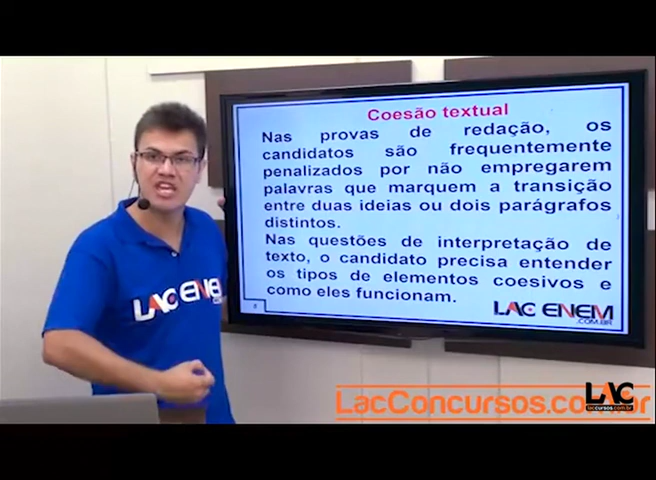 Coesão textual
Nas provas de redação, os
candidatos são frequentemente
penalizados por não empregarem
palavras que marquem a transição
entre duas ideias ou dois parágrafos
distintos.
Nas questões de interpretação de
texto, o candidato precisa entender
os tipos de elementos coesivos e
como eles funcionam.
LAC ENEM
.COM.BR
LAC ENEM
LacConcursos.com.br
LAC
laccursos.com.br